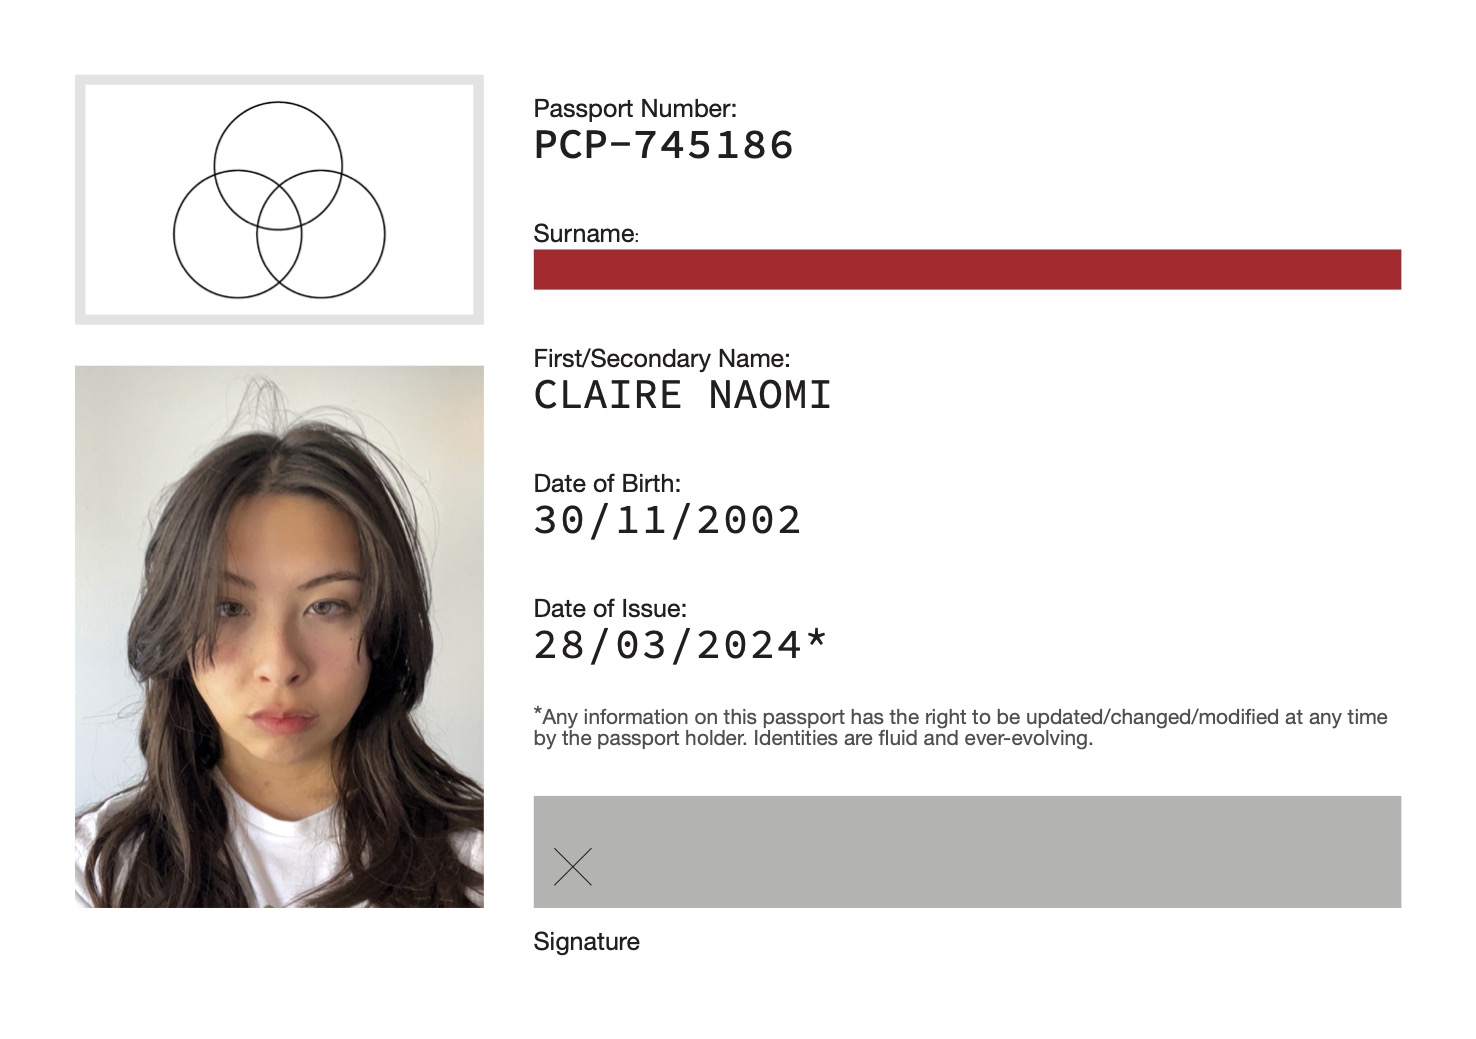 Passport Number:
PCP-745186
Surname:
First/Secondary Name:
CLAIRE NAOMI
Date of Birth:
30/11/2002
Date of Issue:
28/03/2024*
*Any information on this passport has the right to be updated/changed/modified at any time
by the passport holder. Identities are fluid and ever-evolving.
Signature